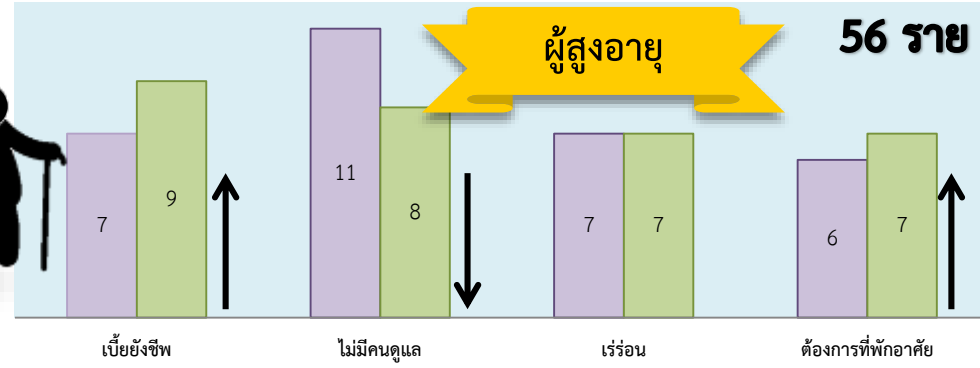 ผู้สูงอายุ
56 ราย
7
9
11
8
7
7
6
7
เบี้ยยังชีพ
ไม่มีคนดูแล
เร่ร่อน
ต้องการที่พักอาศัย